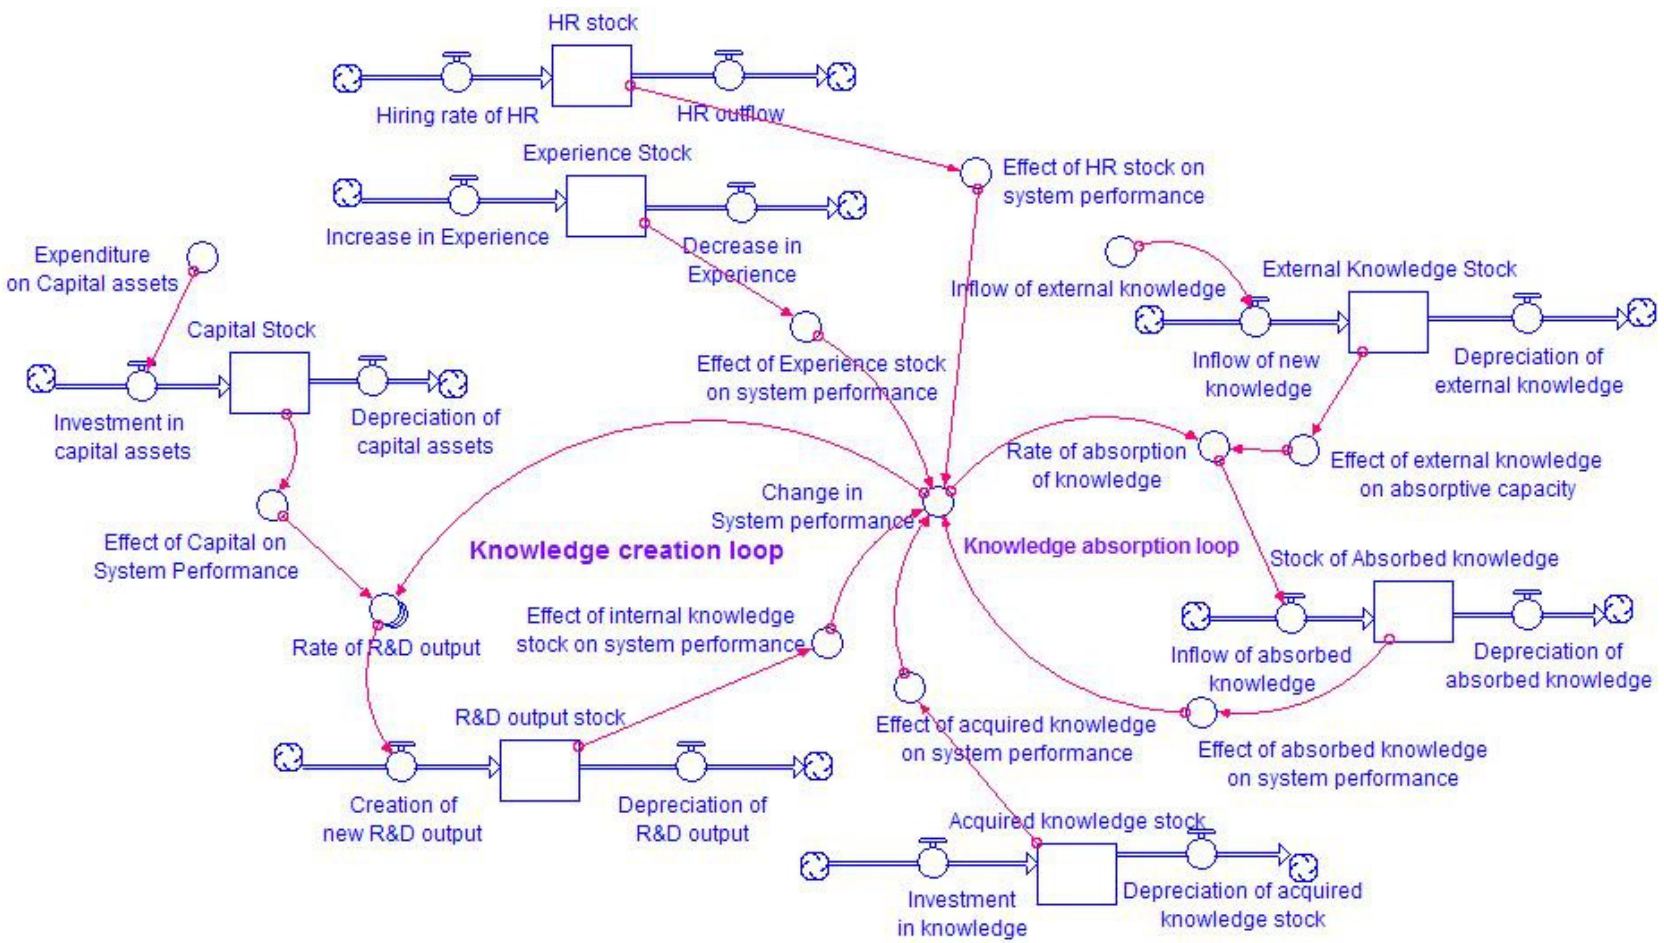 HR stock
Hiring rate of HR
HR outflow
Experience Stock
Effect of HR stock on
system performance
Increase in Experience
Decrease in
Experience
Expenditure
on Capital assets
Inflow of external knowledge
External Knowledge Stock
Capital Stock
Effect of Experience stock
on system performance
Inflow of new
knowledge
Depreciation of
external knowledge
Investment in
capital assets
Depreciation of
capital assets
Rate of absorption
of knowledge
Effect of external knowledge
on absorptive capacity
Change in
System performance
Effect of Capital on
System Performance
Knowledge creation loop
Knowledge absorption loop
Stock of Absorbed knowledge
Effect of internal knowledge
stock on system performance
Rate of R&D output
Inflow of absorbed
knowledge
Depreciation of
absorbed knowledge
R&D output stock
Effect of acquired knowledge
on system performance
Effect of absorbed knowledge
on system performance
Creation of
new R&D output
Depreciation of
R&D output
Acquired knowledge stock
Investment
in knowledge
Depreciation of acquired
knowledge stock